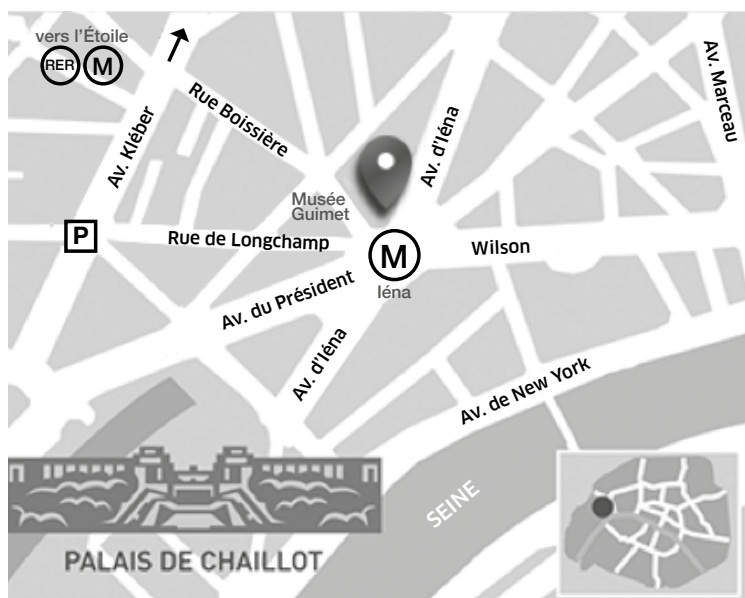 vers l'Étoile
RER M
Av. Kléber
Rue Boissière
Av. d'Iéna
Av. Marceau
Musée
Guimet
P
Rue de Longchamp
M
Wilson
Iéna
Av. du Président
Av. d'Iéna
Av. de New York
SEINE
PALAIS DE CHAILLOT